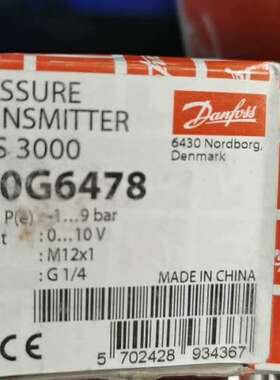 ESSURE
Danfoss
NSMITTER
6430 Nordborg,
Denmark
S 3000
0G6478
P(e) :-1...9 bar
t : 0...10 V
: M12x1
: G 1/4
MADE IN CHINA
CE
5 702428 934367